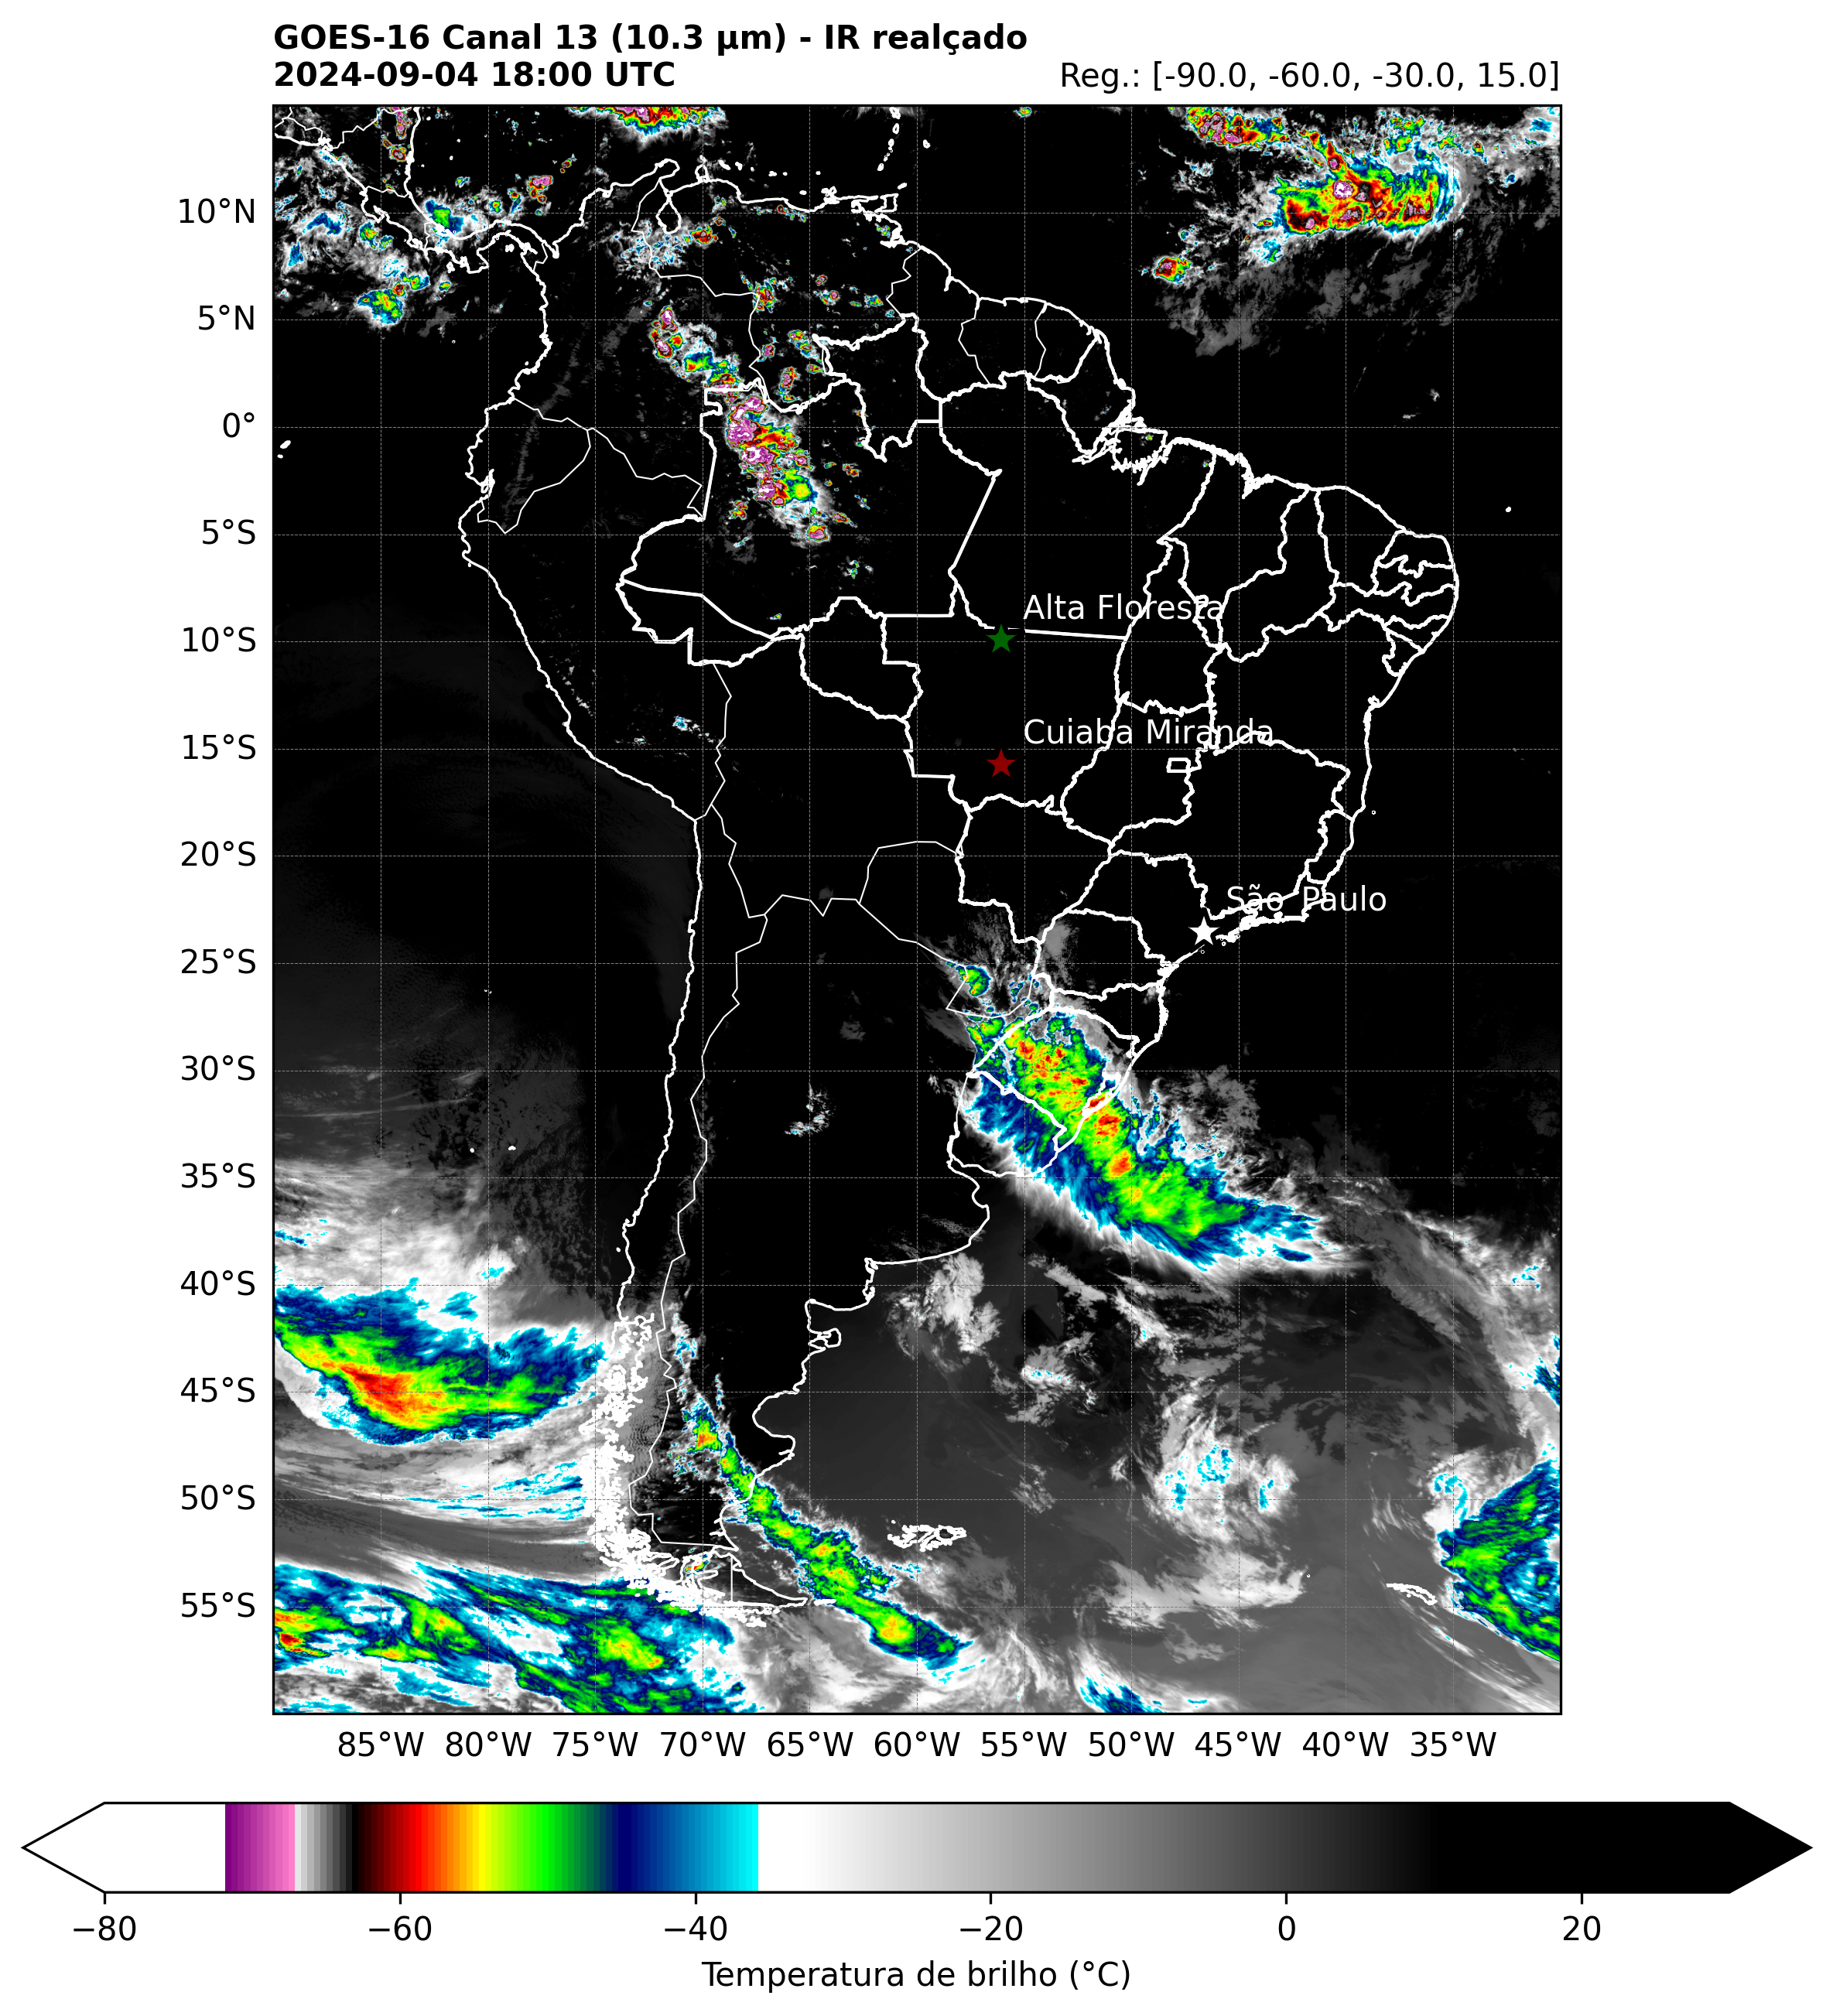 GOES-16 Canal 13 (10.3 µm) - IR realçado
2024-09-04 18:00 UTC
Reg.: [-90.0, -60.0, -30.0, 15.0]
10°N
5°N
0°
5°S
Alta Floresta
10°S
Cuiaba Miranda
15°S
20°S
São Paulo
25°S
30°S
35°S
40°S
45°S
50°S
55°S
85°W 80°W 75°W 70°W 65°W 60°W 55°W 50°W 45°W 40°W 35°W
−80 −60 −40 −20 0 20
Temperatura de brilho (°C)